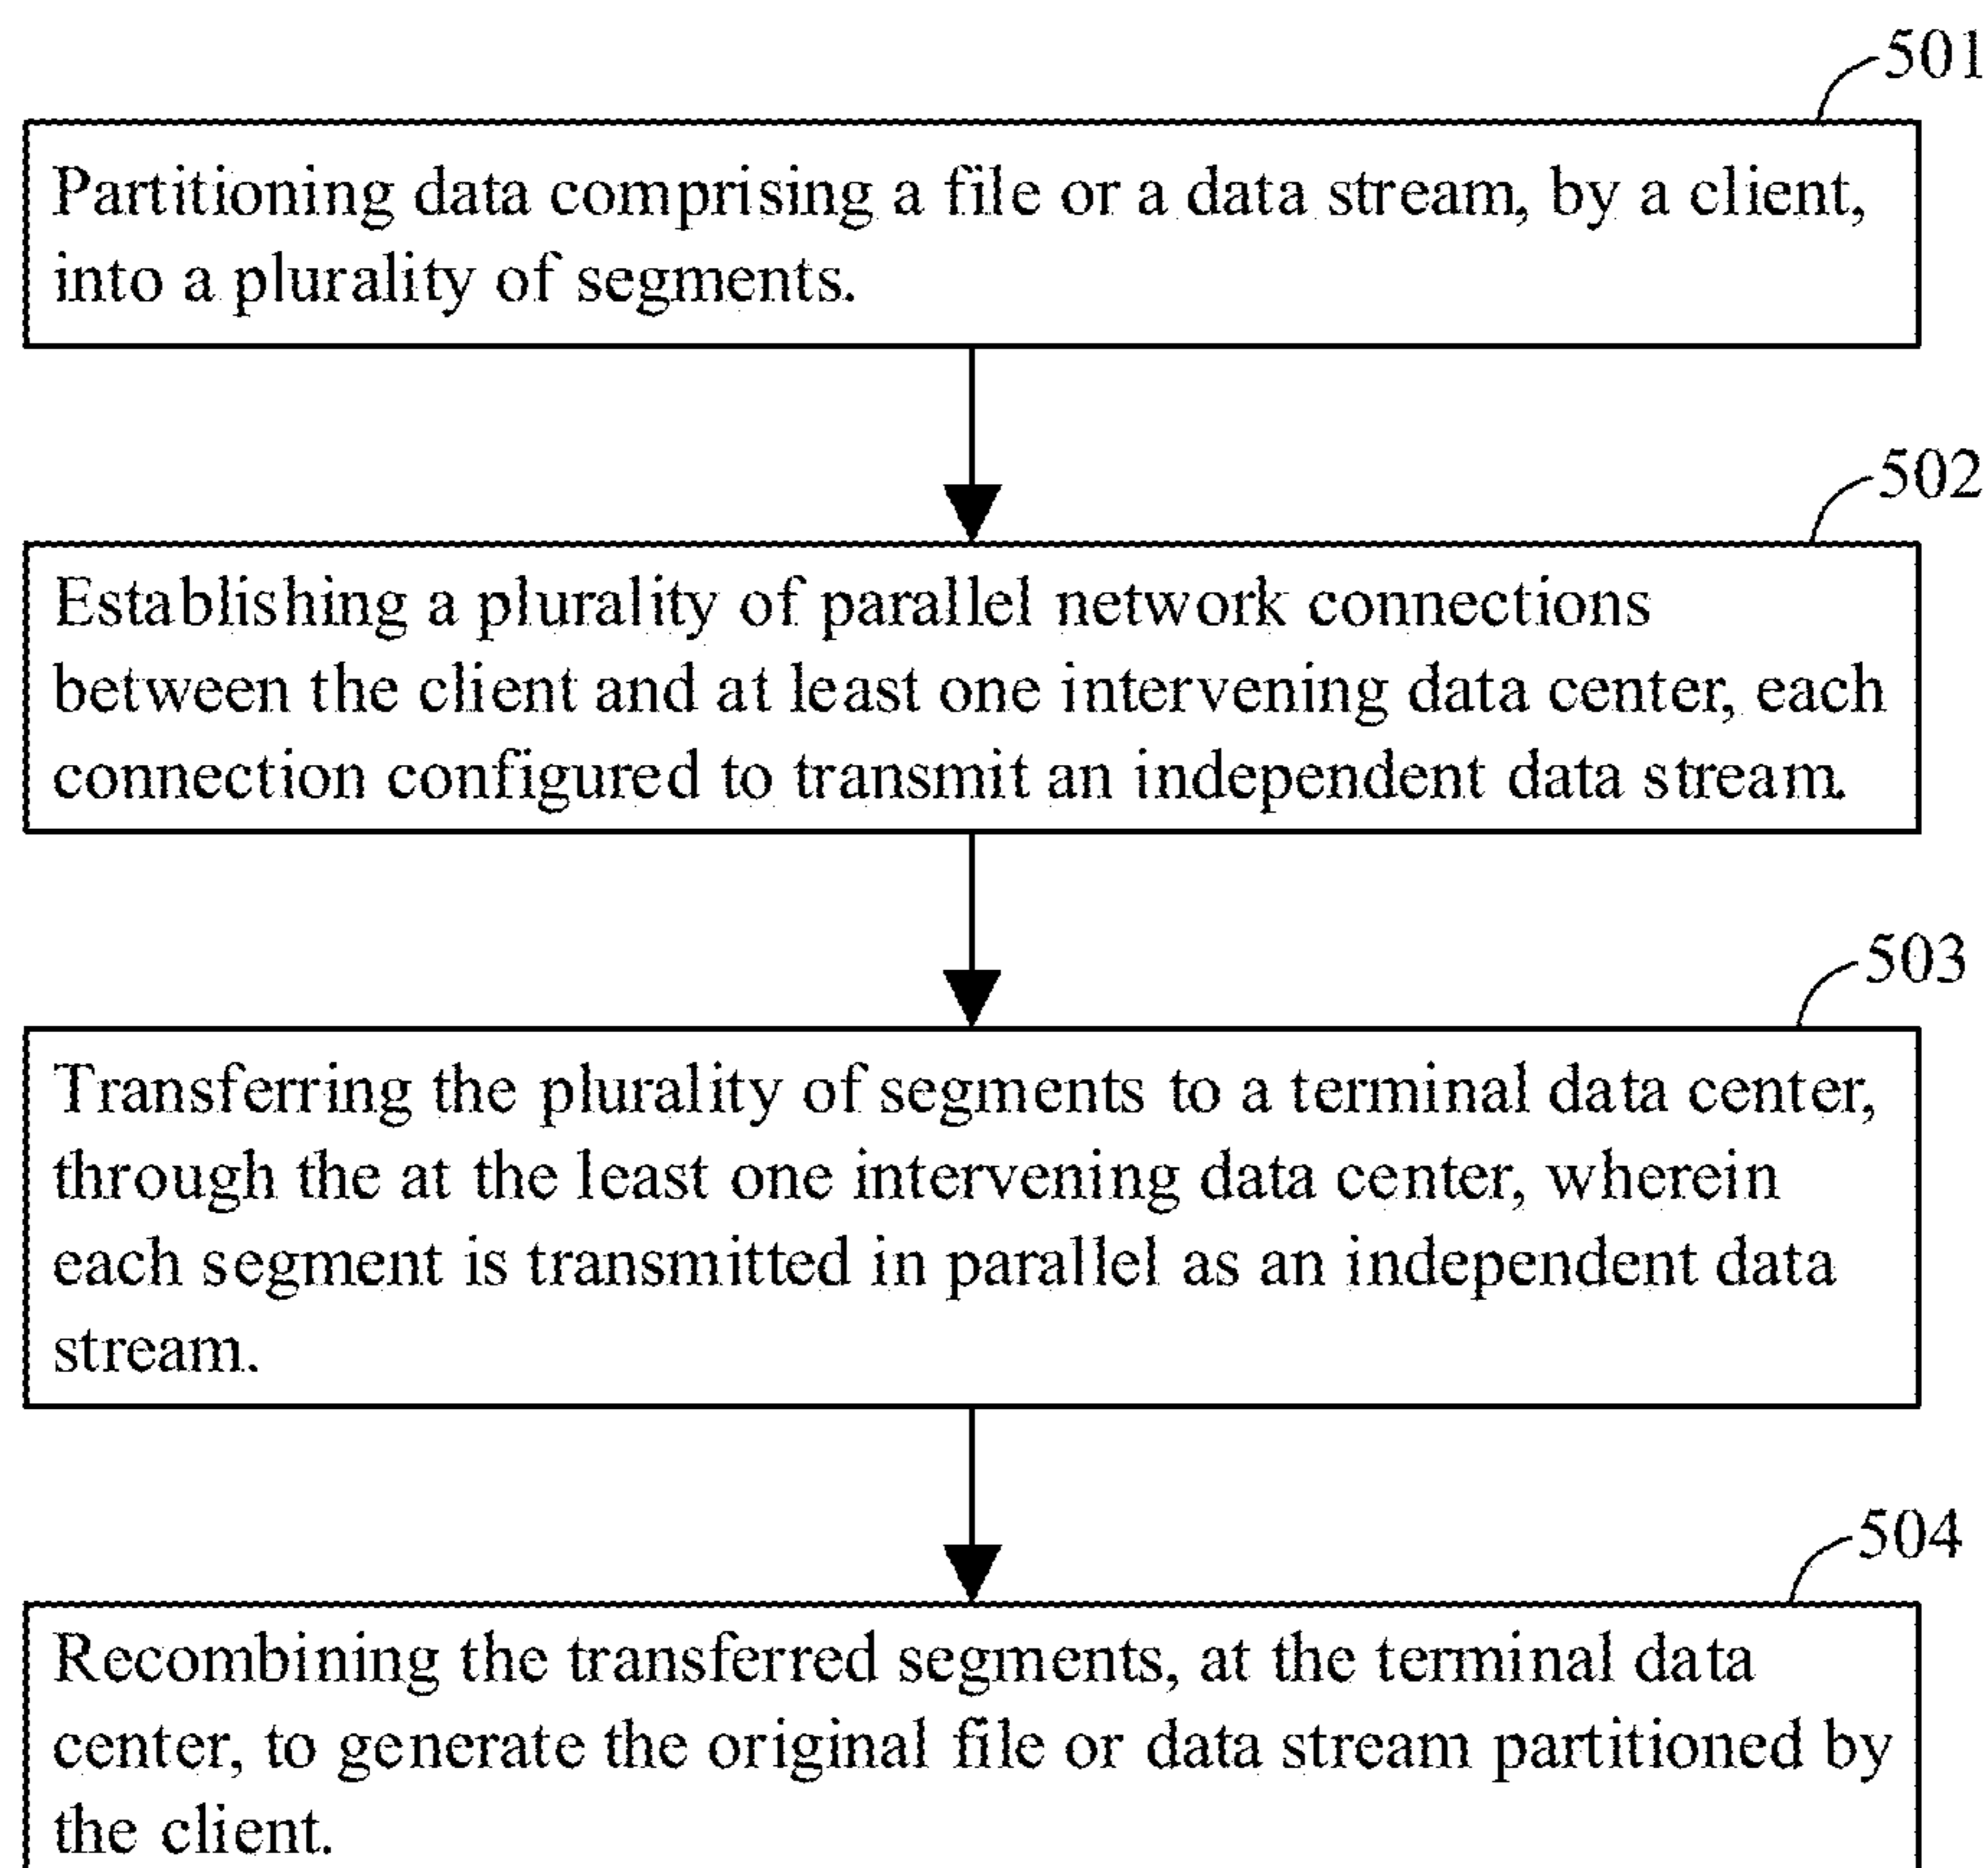 501
Partitioning data comprising a file or a data stream, by a client,
into a plurality of segments.
502
Establishing a plurality of parallel network connections
between the client and at least one intervening data center, each
connection configured to transmit an independent data stream.
503
Transferring the plurality of segments to a terminal data center,
through the at the least one intervening data center, wherein
each segment is transmitted in parallel as an independent data
stream.
504
Recombining the transferred segments, at the terminal data
center, to generate the original file or data stream partitioned by
the client.